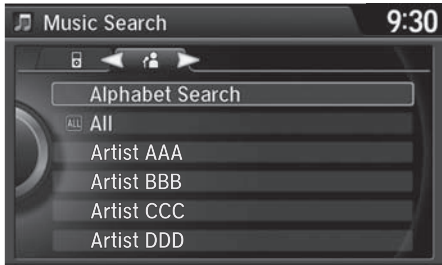 Music Search 9:30
Alphabet Search
ALL All
Artist AAA
Artist BBB
Artist CCC
Artist DDD